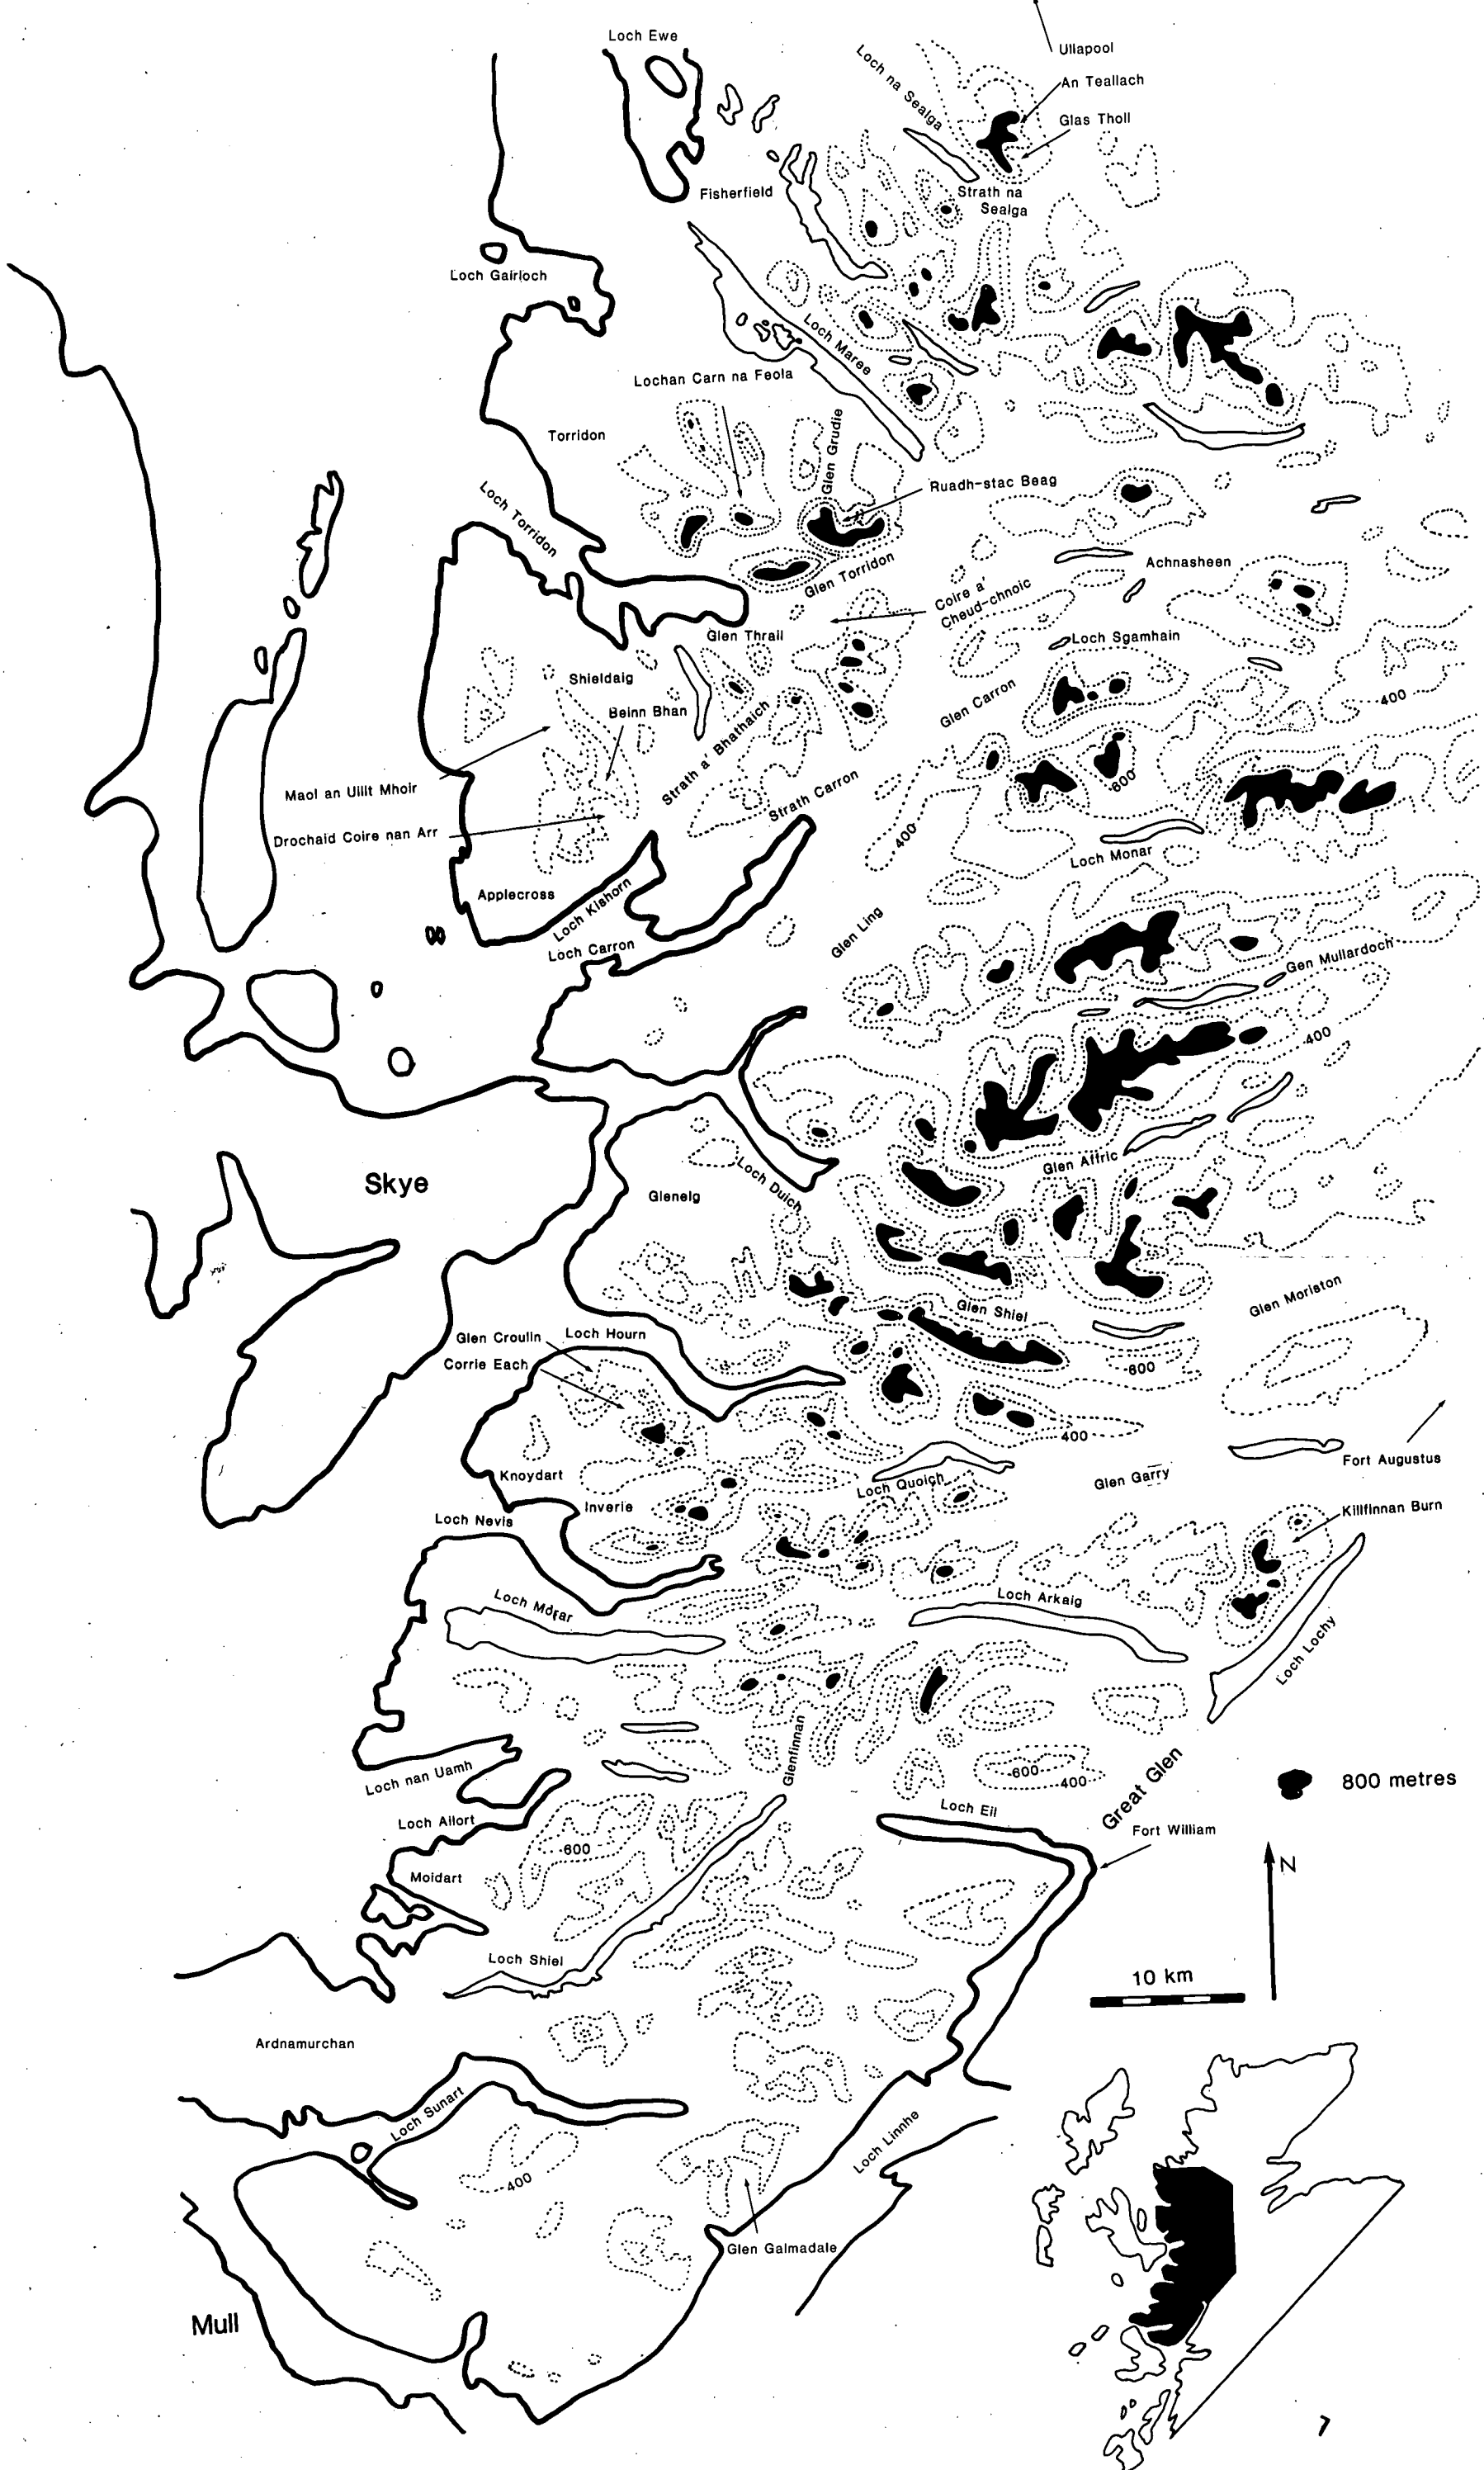 Loch Ewe
Ullapool
Loch na Sealga
An Teallach
Glas Tholl
Fisherfield
Strath na
Sealga
Loch Gairloch
Loch Maree
Lochan Carn na Feola
Torridon
Glen Grudie
Ruadh-stac Beag
Loch Torridon
Achnasheen
Glen Torridon
Coire a'
Cheud-chnoic
Glen Thrail
Loch Sgamhain
Shieldaig
Glen Carron
400
Beinn Bhan
Strath a' Bhathaich
Maol an Uillt Mhoir
Strath Carron
600
Drochaid Coire nan Arr
400
Loch Monar
Applecross
Loch Kishorn
Glen Ling
Loch Carron
Gen Mullardoch
400
Glen Affric
Loch Duich
Skye
Glenelg
Glen Moriston
Glen Shiel
Glen Croulin
Loch Hourn
Corrie Each
600
400
Fort Augustus
Knoydart
Loch Quoich
Glen Garry
Inverie
Killfinnan Burn
Loch Nevis
Loch Morar
Loch Arkaig
Loch Lochy
Glenfinnan
Loch nan Uamh
600
400
Great Glen
800 metres
Loch Eil
Loch Ailort
Fort William
600
N
Moidart
Loch Shiel
10 km
Ardnamurchan
Loch Sunart
Loch Linnhe
400
Glen Galmadale
Mull
7